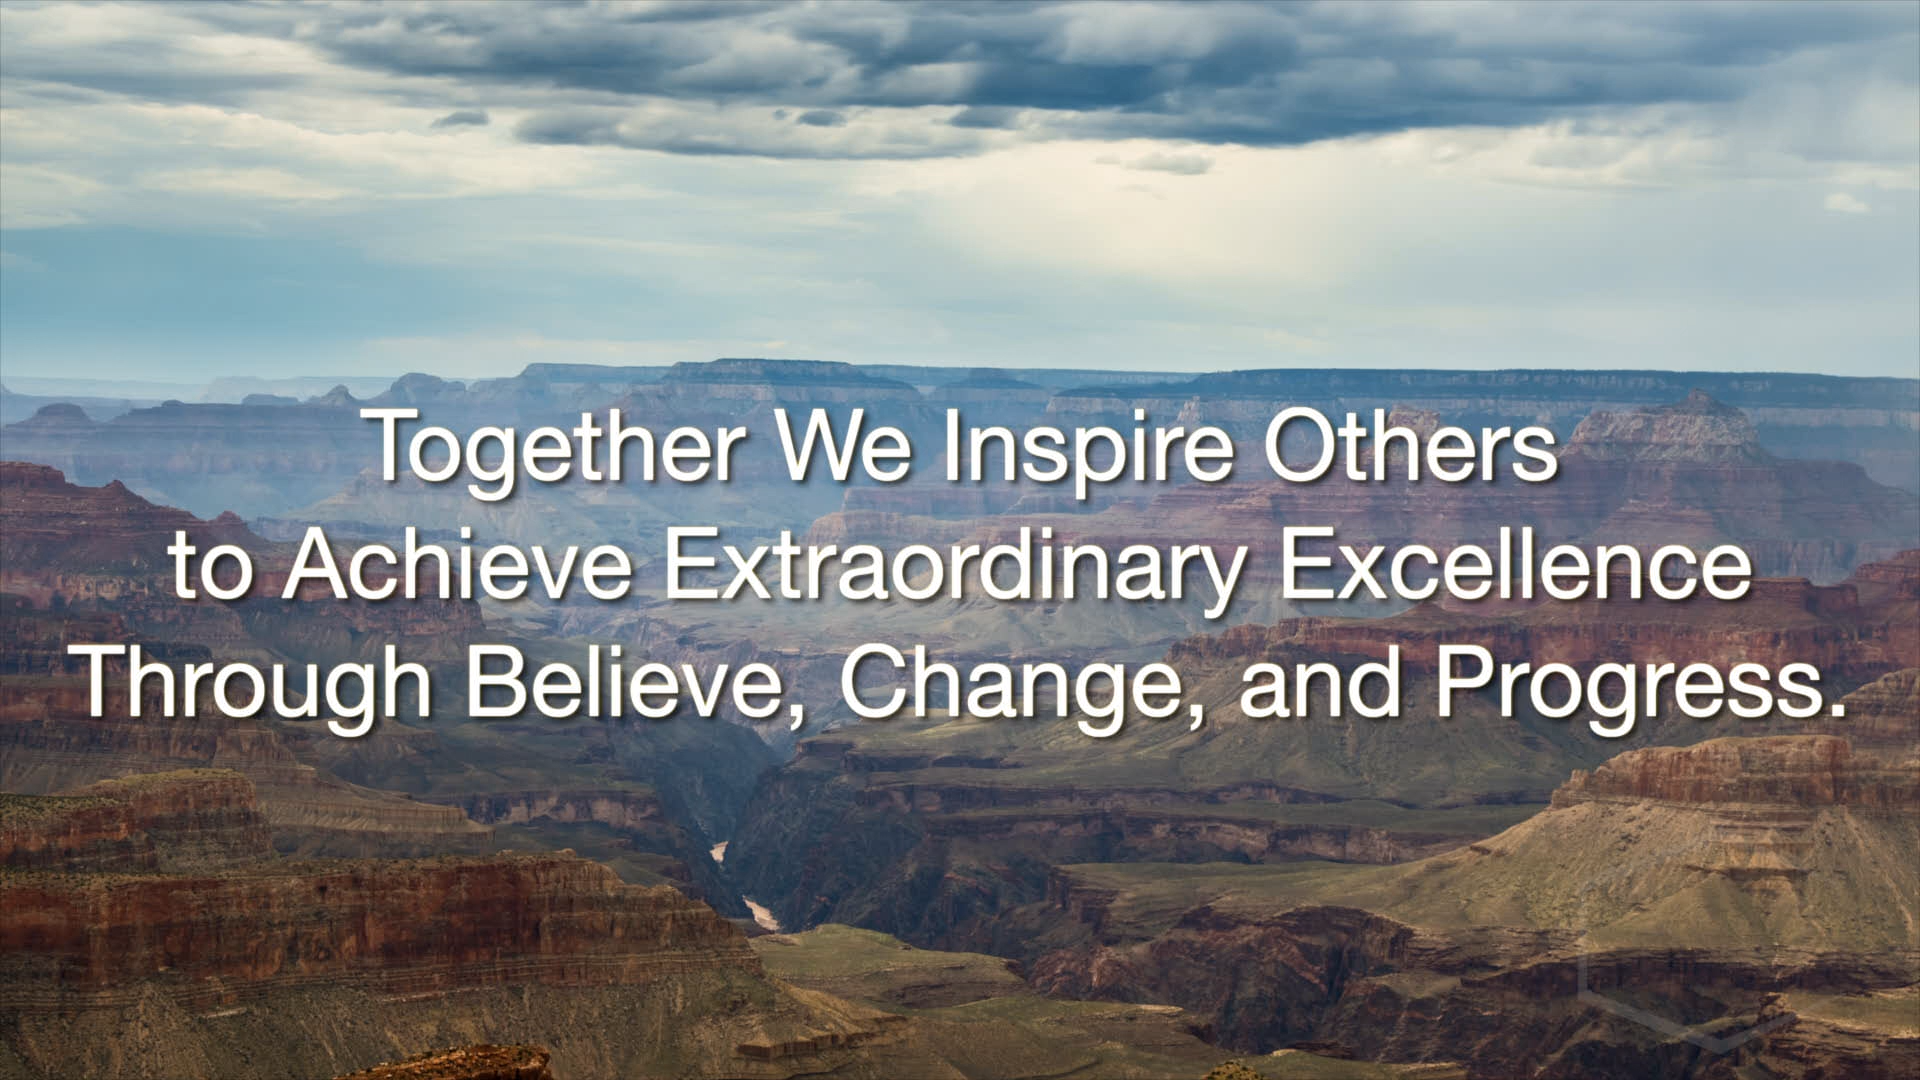 Together We Inspire Others
to Achieve Extraordinary Excellence
Through Believe, Change, and Progress.